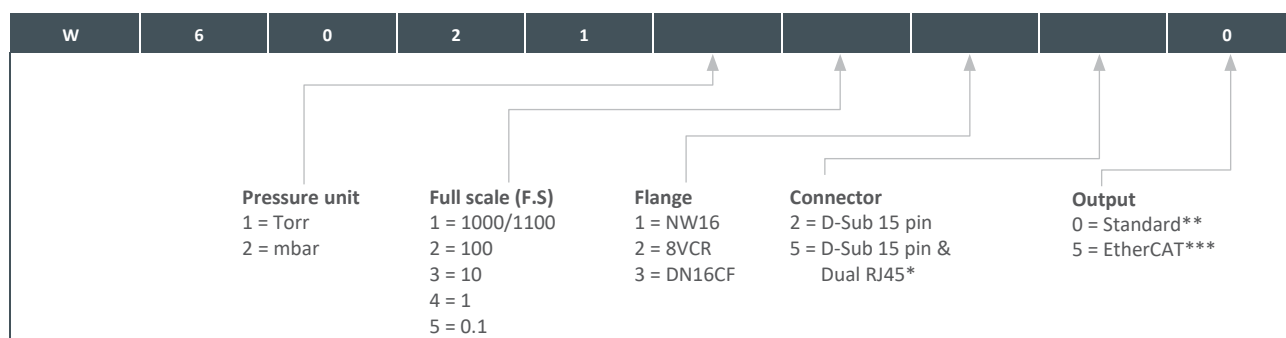 W 6 0 2 1 0
Pressure unit
1 = Torr
2 = mbar
Full scale (F.S)
1 = 1000/1100
2 = 100
3 = 10
4 = 1
5 = 0.1
Flange
1 = NW16
2 = 8VCR
3 = DN16CF
Connector
2 = D-Sub 15 pin
5 = D-Sub 15 pin &
Dual RJ45*
Output
0 = Standard**
5 = EtherCAT***